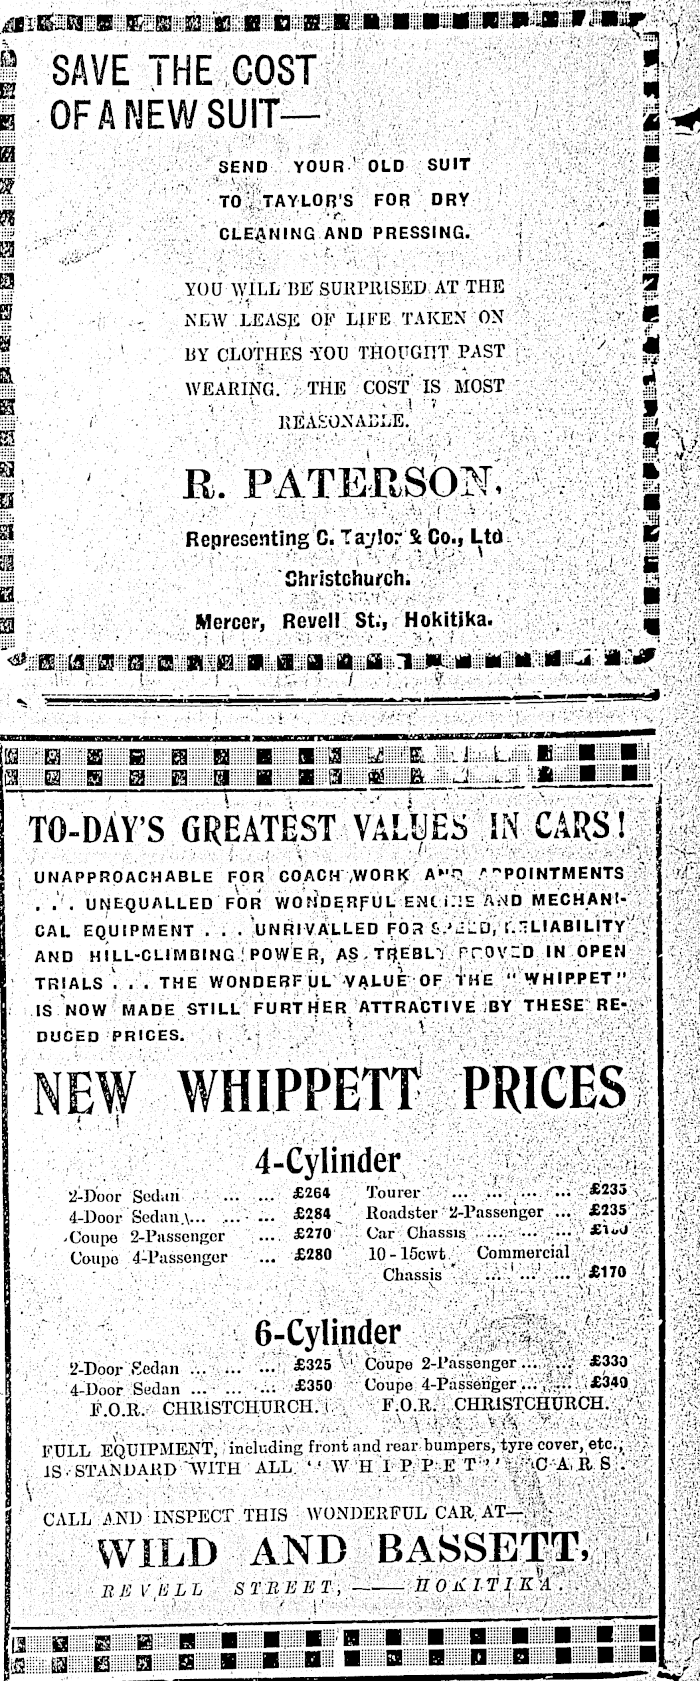 SAVE THE COST
OF A NEW SUIT—
SEND YOUR OLD SUIT
TO TAYLOR'S FOR DRY
CLEANING AND PRESSING.
YOU WILL BE SURPRISED AT THE
NEW LEASE OF LIFE TAKEN ON
BY CLOTHES YOU THOUGHT PAST
WEARING. THE COST IS MOST
REASONABLE.
R. PATERSON,
Representing C. Taylor & Co., Ltd
Christchurch.
Mercer, Revell St., Hokitika.
TO-DAY'S GREATEST VALUES IN CARS!
UNAPPROACHABLE FOR COACH WORK AND APPOINTMENTS
. . . UNEQUALLED FOR WONDERFUL ENGINE AND MECHANI-
CAL EQUIPMENT . . . UNRIVALLED FOR SPEED, RELIABILITY
AND HILL-CLIMBING POWER, AS TREBLY PROVED IN OPEN
TRIALS . . . THE WONDERFUL VALUE OF THE "WHIPPET"
IS NOW MADE STILL FURTHER ATTRACTIVE BY THESE RE-
DUCED PRICES.
NEW WHIPPETT PRICES
4-Cylinder
2-Door Sedan ... ... £264
4-Door Sedan ... ... ... £284
Coupe 2-Passenger ... £270
Coupe 4-Passenger ... £280
Tourer ... ... ... ... £235
Roadster 2-Passenger ... £235
Car Chassis ... ... ...
10-15cwt. Commercial
Chassis ... ... ... £170
6-Cylinder
2-Door Sedan ... ... ... £325
4-Door Sedan ... ... ... £350
F.O.R. CHRISTCHURCH.
Coupe 2-Passenger ... ... £330
Coupe 4-Passenger ... ... £340
F.O.R. CHRISTCHURCH.
FULL EQUIPMENT, including front and rear bumpers, tyre cover, etc.,
IS STANDARD WITH ALL "WHIPPET" CARS.
CALL AND INSPECT THIS WONDERFUL CAR AT—
WILD AND BASSETT,
REVELL STREET, —— HOKITIKA.